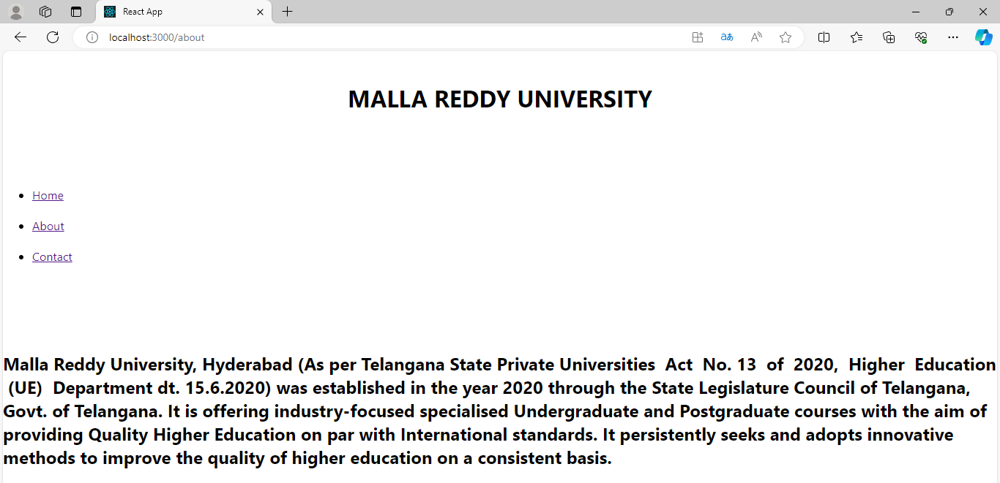 React App
localhost:3000/about
MALLA REDDY UNIVERSITY
Home
About
Contact
Malla Reddy University, Hyderabad (As per Telangana State Private Universities Act No. 13 of 2020, Higher Education
(UE) Department dt. 15.6.2020) was established in the year 2020 through the State Legislature Council of Telangana,
Govt. of Telangana. It is offering industry-focused specialised Undergraduate and Postgraduate courses with the aim of
providing Quality Higher Education on par with International standards. It persistently seeks and adopts innovative
methods to improve the quality of higher education on a consistent basis.